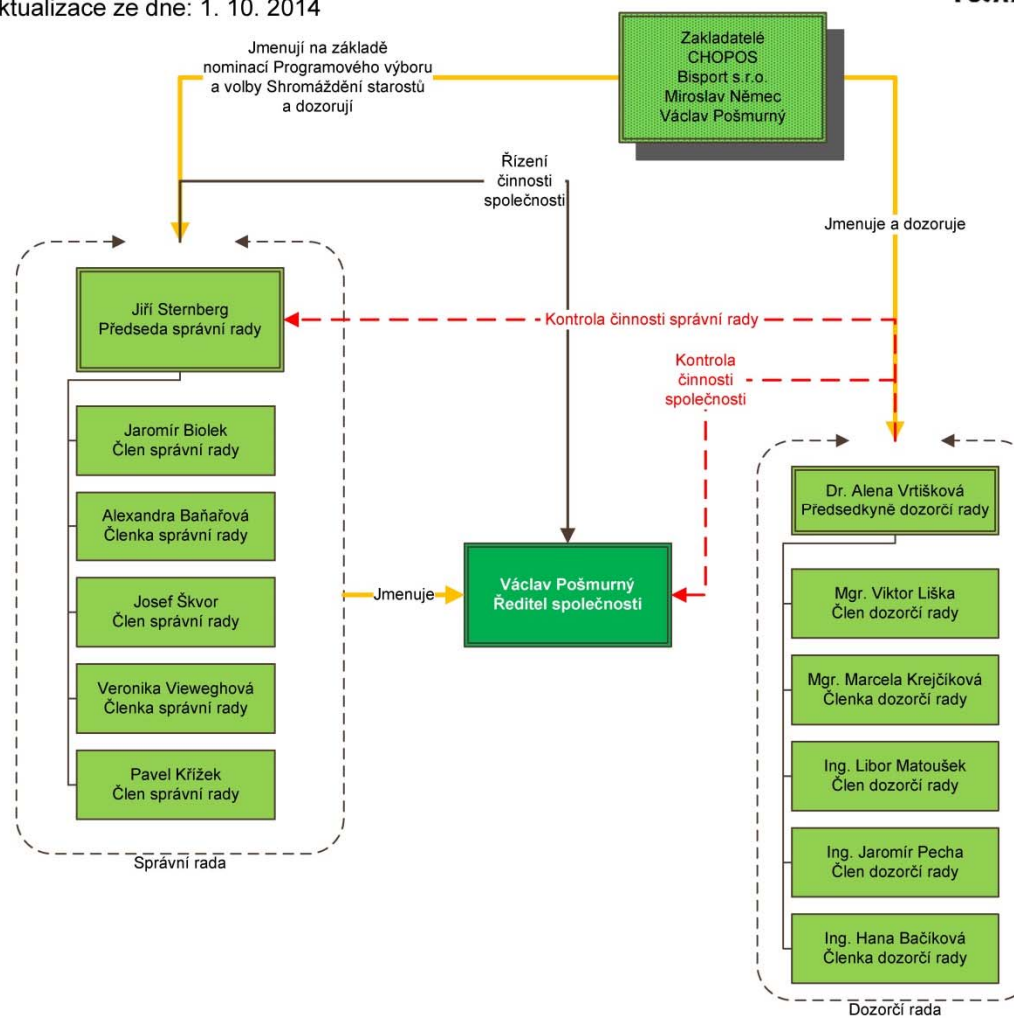 ktualizace ze dne: 1. 10. 2014
Jmenují na základě
nominací Programového výboru
a volby Shromáždění starostů
a dozorují
Zakladatelé
CHOPOS
Bisport s.r.o.
Miroslav Němec
Václav Pošmurný
Řízení
činnosti
společnosti
Jmenuje a dozoruje
Jiří Sternberg
Předseda správní rady
Kontrola činnosti správní rady
Kontrola
činnosti
společnosti
Jaromír Biolek
Člen správní rady
Alexandra Baňařová
Členka správní rady
Josef Škvor
Člen správní rady
Veronika Vieweghová
Členka správní rady
Pavel Křížek
Člen správní rady
Správní rada
Jmenuje
Václav Pošmurný
Ředitel společnosti
Dr. Alena Vrtišková
Předsedkyně dozorčí rady
Mgr. Viktor Liška
Člen dozorčí rady
Mgr. Marcela Krejčíková
Členka dozorčí rady
Ing. Libor Matoušek
Člen dozorčí rady
Ing. Jaromír Pecha
Člen dozorčí rady
Ing. Hana Bačíková
Členka dozorčí rady
Dozorčí rada